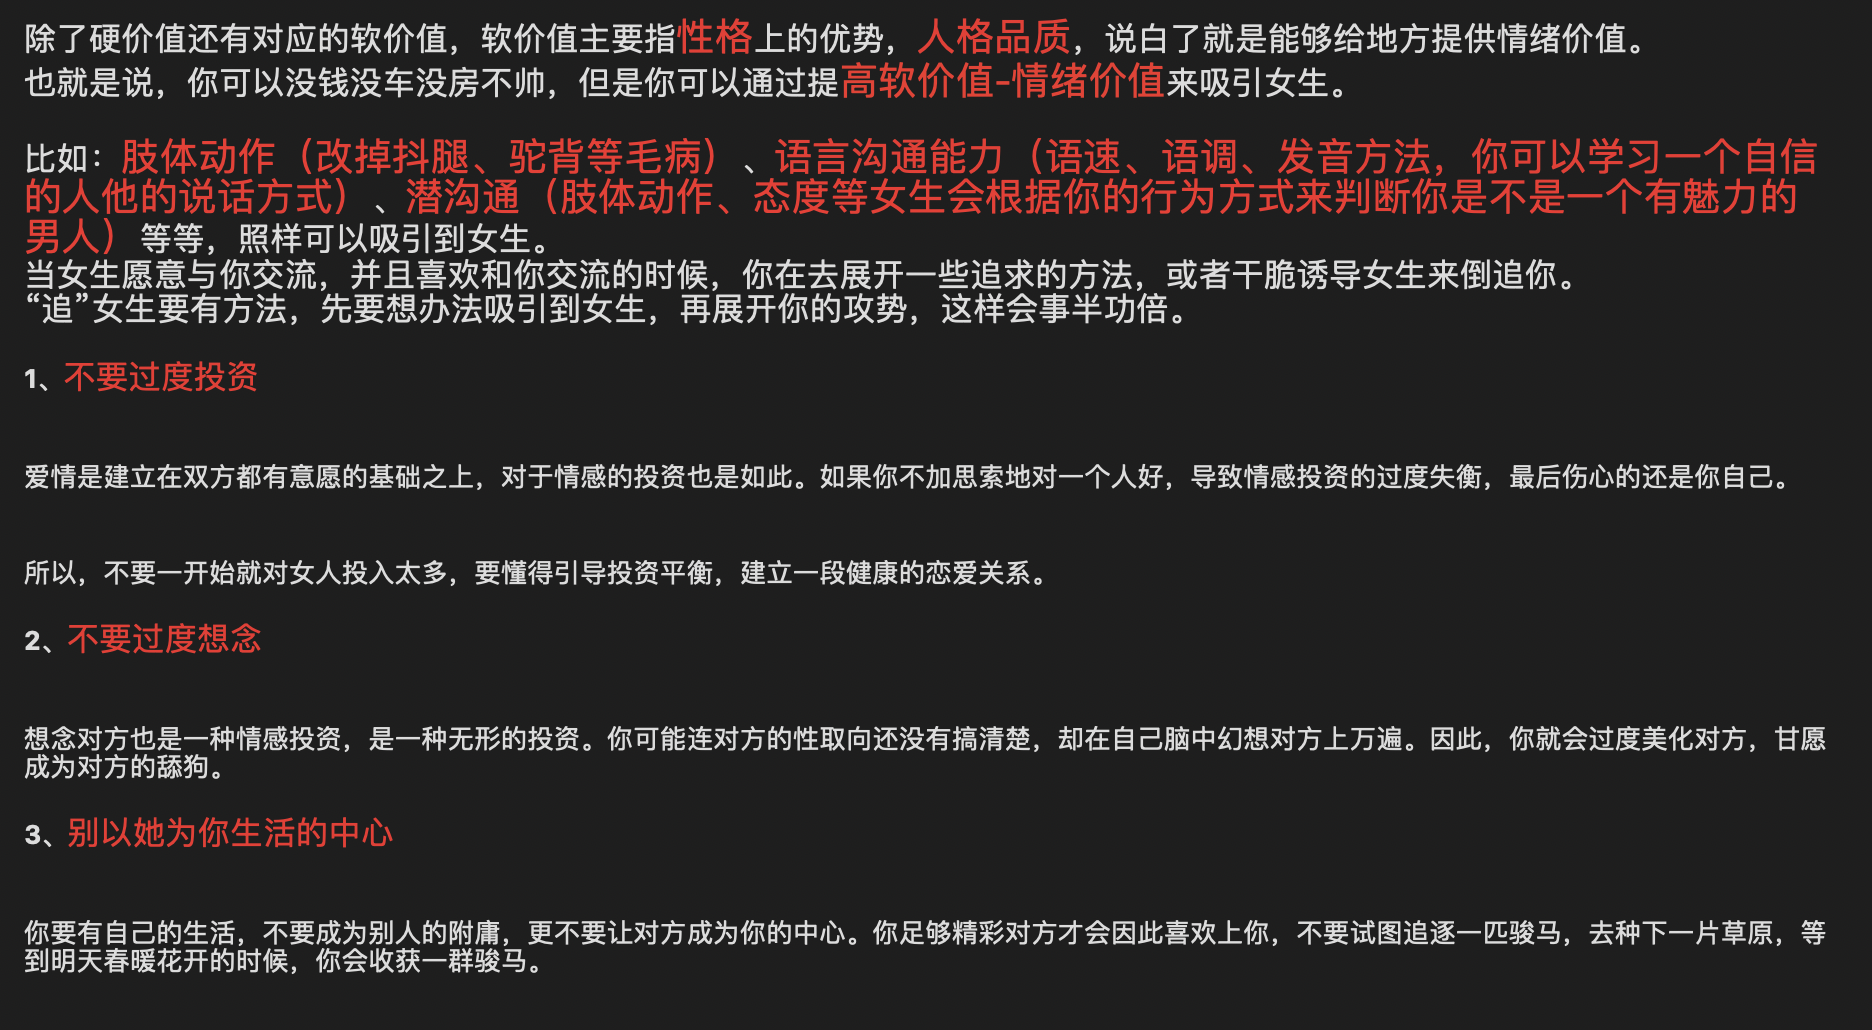 除了硬价值还有对应的软价值，软价值主要指性格上的优势，人格品质，说白了就是能够给地方提供情绪价值。
也就是说，你可以没钱没车没房不帅，但是你可以通过提高软价值-情绪价值来吸引女生。
比如：肢体动作（改掉抖腿、驼背等毛病）、语言沟通能力（语速、语调、发音方法，你可以学习一个自信
的人他的说话方式）、潜沟通（肢体动作、态度等女生会根据你的行为方式来判断你是不是一个有魅力的
男人）等等，照样可以吸引到女生。
当女生愿意与你交流，并且喜欢和你交流的时候，你在去展开一些追求的方法，或者干脆诱导女生来倒追你。
“追”女生要有方法，先要想办法吸引到女生，再展开你的攻势，这样会事半功倍。
1、不要过度投资
爱情是建立在双方都有意愿的基础之上，对于情感的投资也是如此。如果你不加思索地对一个人好，导致情感投资的过度失衡，最后伤心的还是你自己。
所以，不要一开始就对女人投入太多，要懂得引导投资平衡，建立一段健康的恋爱关系。
2、不要过度想念
想念对方也是一种情感投资，是一种无形的投资。你可能连对方的性取向还没有搞清楚，却在自己脑中幻想对方上万遍。因此，你就会过度美化对方，甘愿
成为对方的舔狗。
3、别以她为你生活的中心
你要有自己的生活，不要成为别人的附庸，更不要让对方成为你的中心。你足够精彩对方才会因此喜欢上你，不要试图追逐一匹骏马，去种下一片草原，等
到明天春暖花开的时候，你会收获一群骏马。